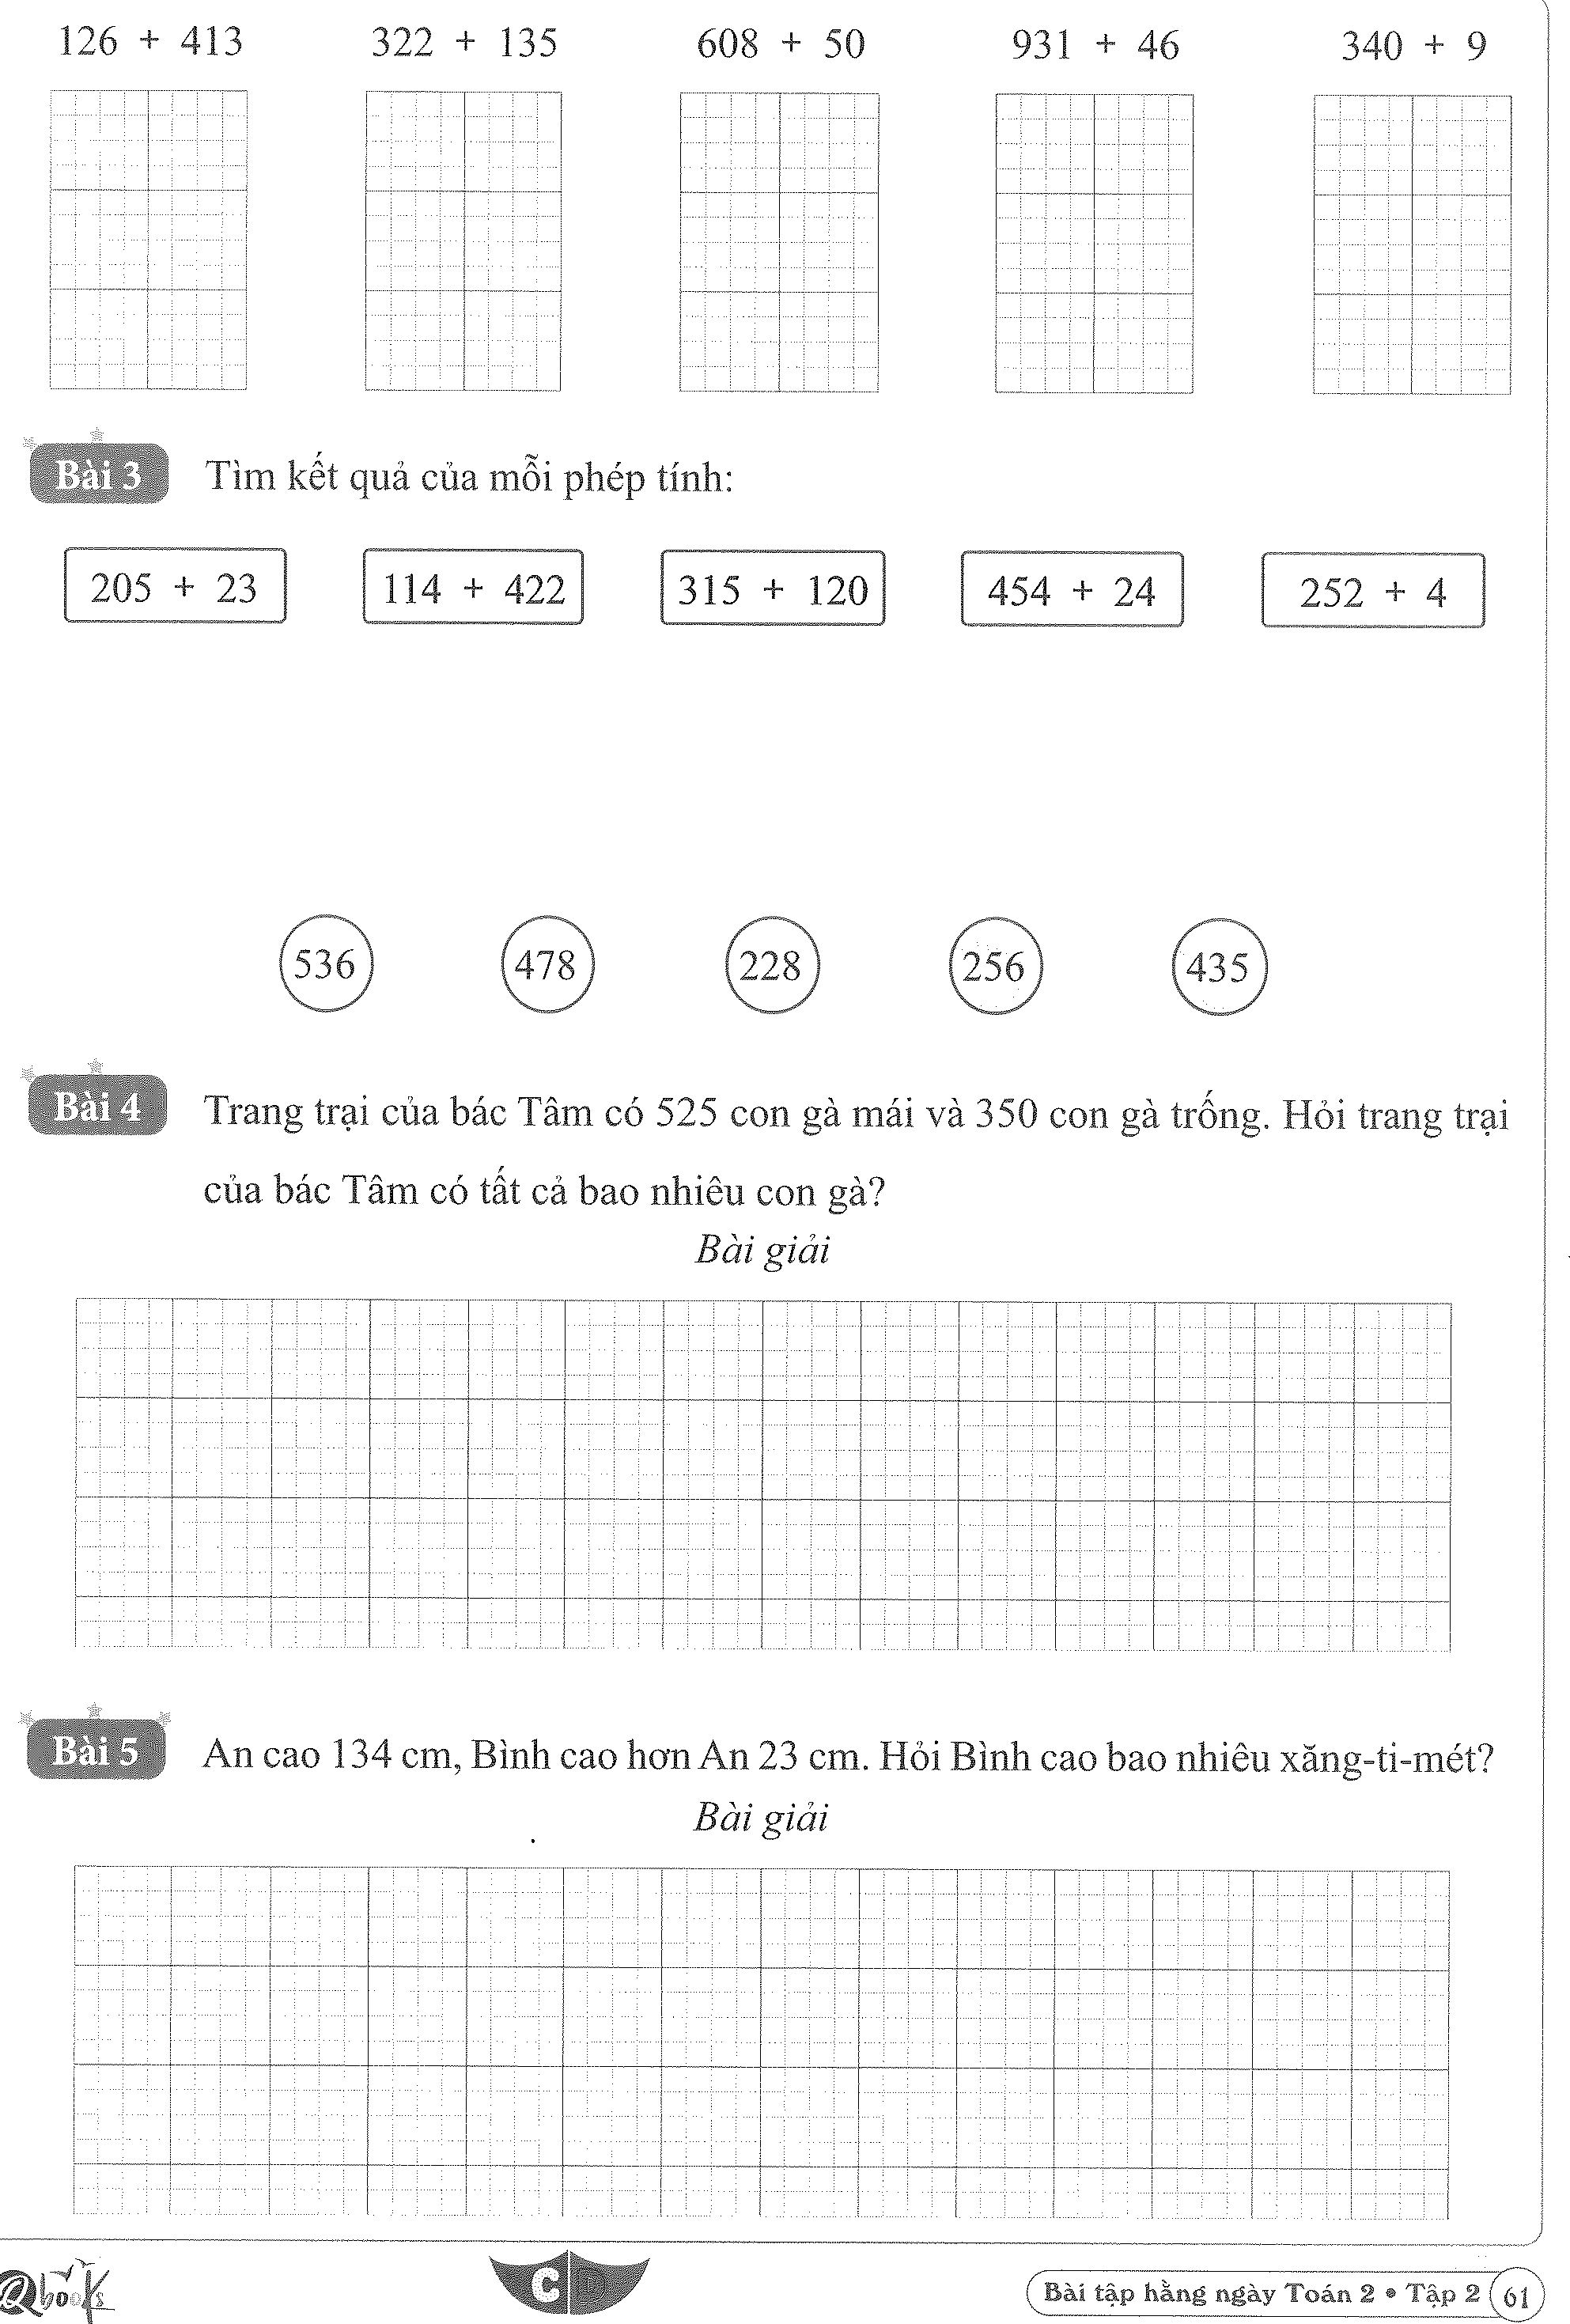 126 + 413 322 + 135 608 + 50 931 + 46 340 + 9
Bài 3 Tìm kết quả của mỗi phép tính:
205 + 23 114 + 422 315 + 120 454 + 24 252 + 4
536 478 228 256 435
Bài 4 Trang trại của bác Tâm có 525 con gà mái và 350 con gà trống. Hỏi trang trại
của bác Tâm có tất cả bao nhiêu con gà?
Bài giải
Bài 5 An cao 134 cm, Bình cao hơn An 23 cm. Hỏi Bình cao bao nhiêu xăng-ti-mét?
Bài giải
Qbooks CD Bài tập hằng ngày Toán 2 • Tập 2 61